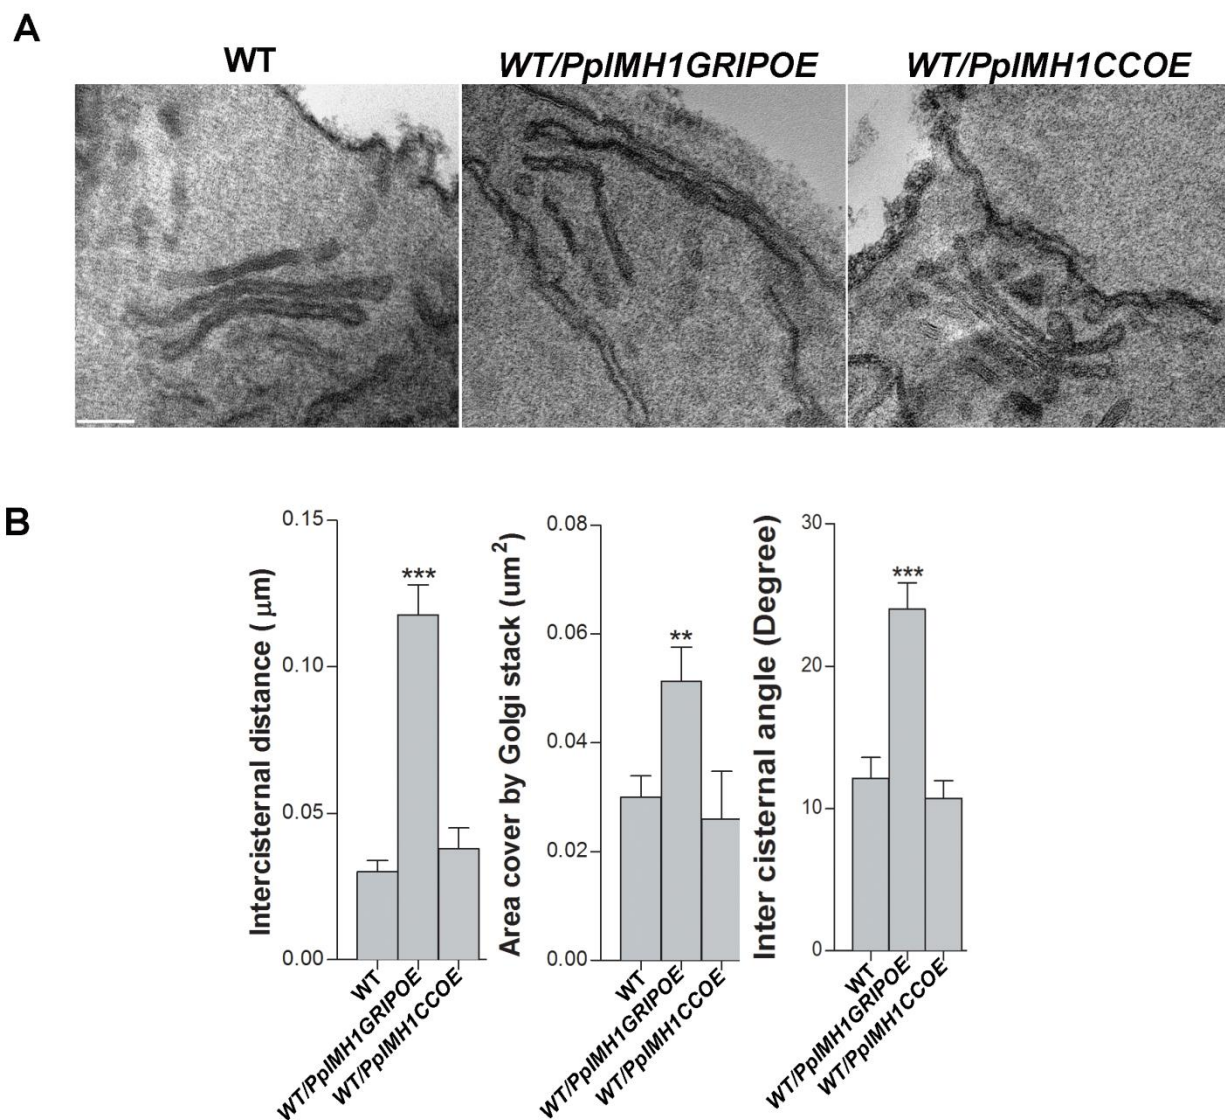 A
WT
WT/PpIMH1GRIPOE
WT/PpIMH1CCOE
B
Intercisternal distance ( μm)
0.15
0.10
0.05
0.00
***
WT
WT/PpIMH1GRIPOE
WT/PpIMH1CCOE
Area cover by Golgi stack (um²)
0.08
0.06
0.04
0.02
0.00
**
WT
WT/PpIMH1GRIPOE
WT/PpIMH1CCOE
Inter cisternal angle (Degree)
30
20
10
0
***
WT
WT/PpIMH1GRIPOE
WT/PpIMH1CCOE